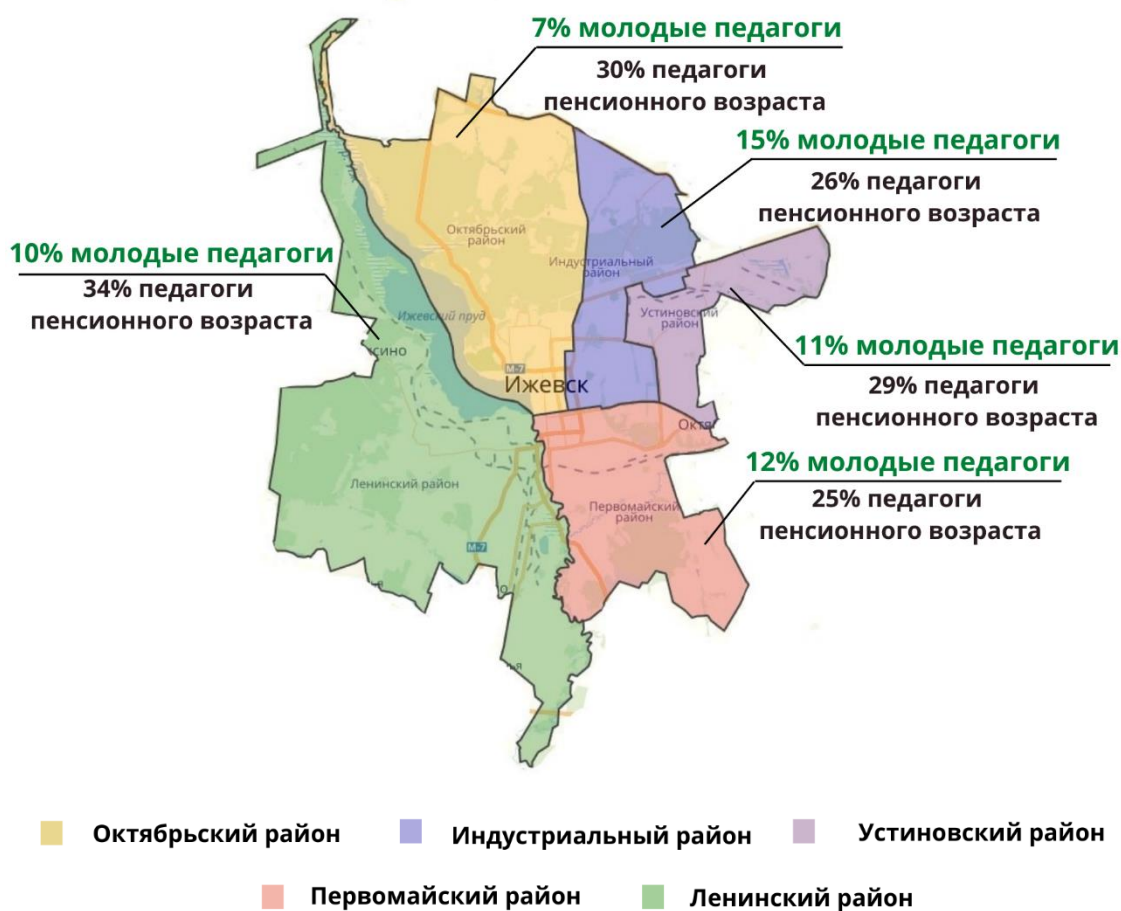 7% молодые педагоги
30% педагоги
пенсионного возраста
15% молодые педагоги
26% педагоги
пенсионного возраста
10% молодые педагоги
34% педагоги
пенсионного возраста
11% молодые педагоги
29% педагоги
пенсионного возраста
12% молодые педагоги
25% педагоги
пенсионного возраста
Октябрьский
район
Индустриальный
район
Ижевский пруд
Устиновский
район
сино
М-7
Ижевск
Октя
Ленинский район
Первомайский
район
М-7
Октябрьский район
Индустриальный район
Устиновский район
Первомайский район
Ленинский район